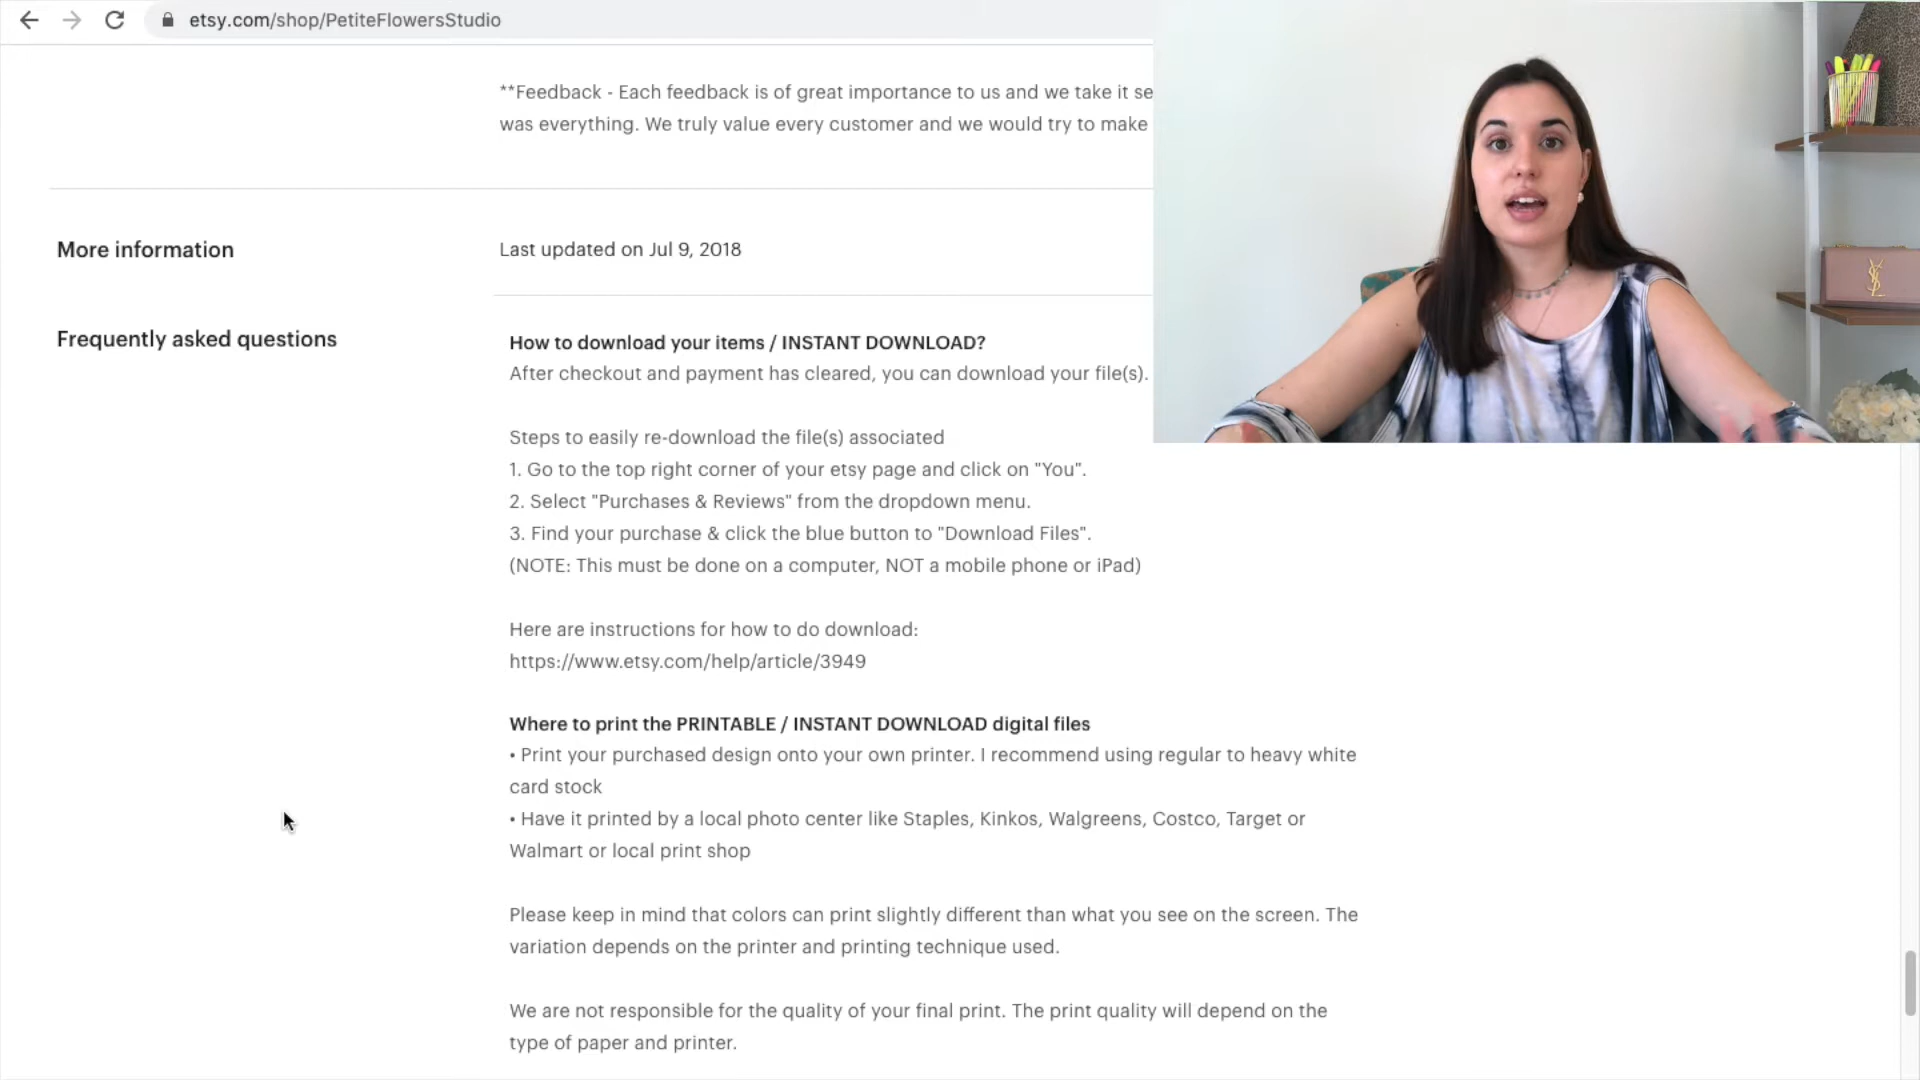 etsy.com/shop/PetiteFlowersStudio
**Feedback - Each feedback is of great importance to us and we take it se
was everything. We truly value every customer and we would try to make
More information
Last updated on Jul 9, 2018
Frequently asked questions
How to download your items / INSTANT DOWNLOAD?
After checkout and payment has cleared, you can download your file(s).
Steps to easily re-download the file(s) associated
1. Go to the top right corner of your etsy page and click on "You".
2. Select "Purchases & Reviews" from the dropdown menu.
3. Find your purchase & click the blue button to "Download Files".
(NOTE: This must be done on a computer, NOT a mobile phone or iPad)
Here are instructions for how to do download:
https://www.etsy.com/help/article/3949
Where to print the PRINTABLE / INSTANT DOWNLOAD digital files
• Print your purchased design onto your own printer. I recommend using regular to heavy white
card stock
• Have it printed by a local photo center like Staples, Kinkos, Walgreens, Costco, Target or
Walmart or local print shop
Please keep in mind that colors can print slightly different than what you see on the screen. The
variation depends on the printer and printing technique used.
We are not responsible for the quality of your final print. The print quality will depend on the
type of paper and printer.